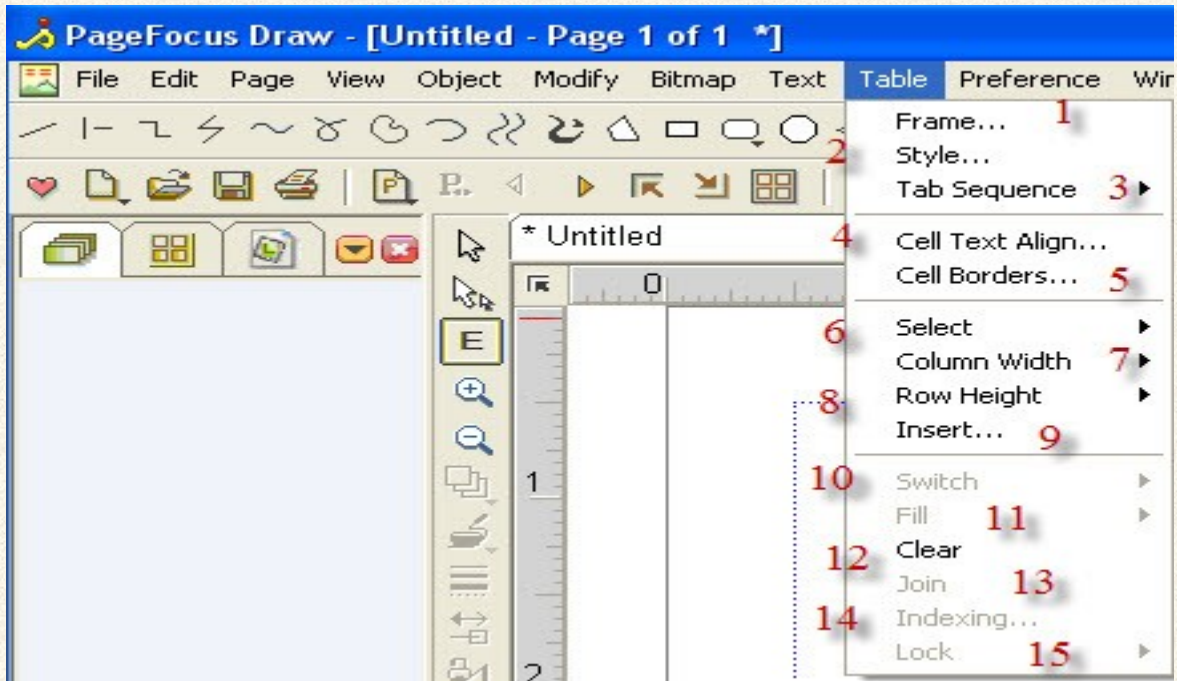 PageFocus Draw - [Untitled - Page 1 of 1 *]
File Edit Page View Object Modify Bitmap Text Table Preference Wir
P P..
* Untitled
0
E
1
2
Frame... 1
2 Style...
Tab Sequence 3
4 Cell Text Align...
Cell Borders... 5
6 Select
Column Width 7
8 Row Height
Insert... 9
10 Switch
Fill 11
12 Clear
Join 13
14 Indexing...
Lock 15